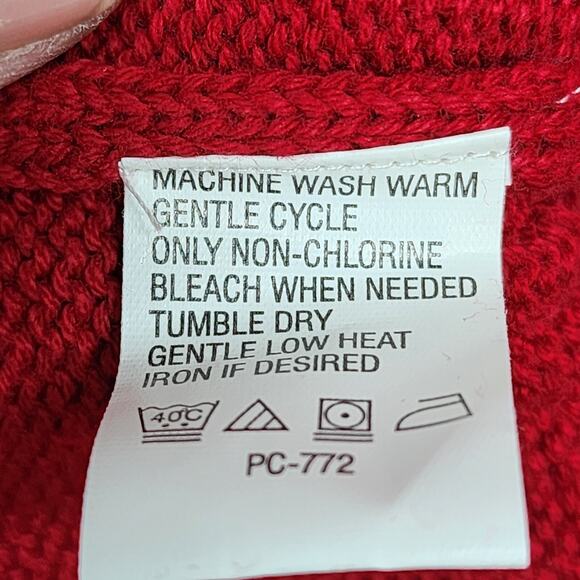 MACHINE WASH WARM
GENTLE CYCLE
ONLY NON-CHLORINE
BLEACH WHEN NEEDED
TUMBLE DRY
GENTLE LOW HEAT
IRON IF DESIRED
40C
PC-772